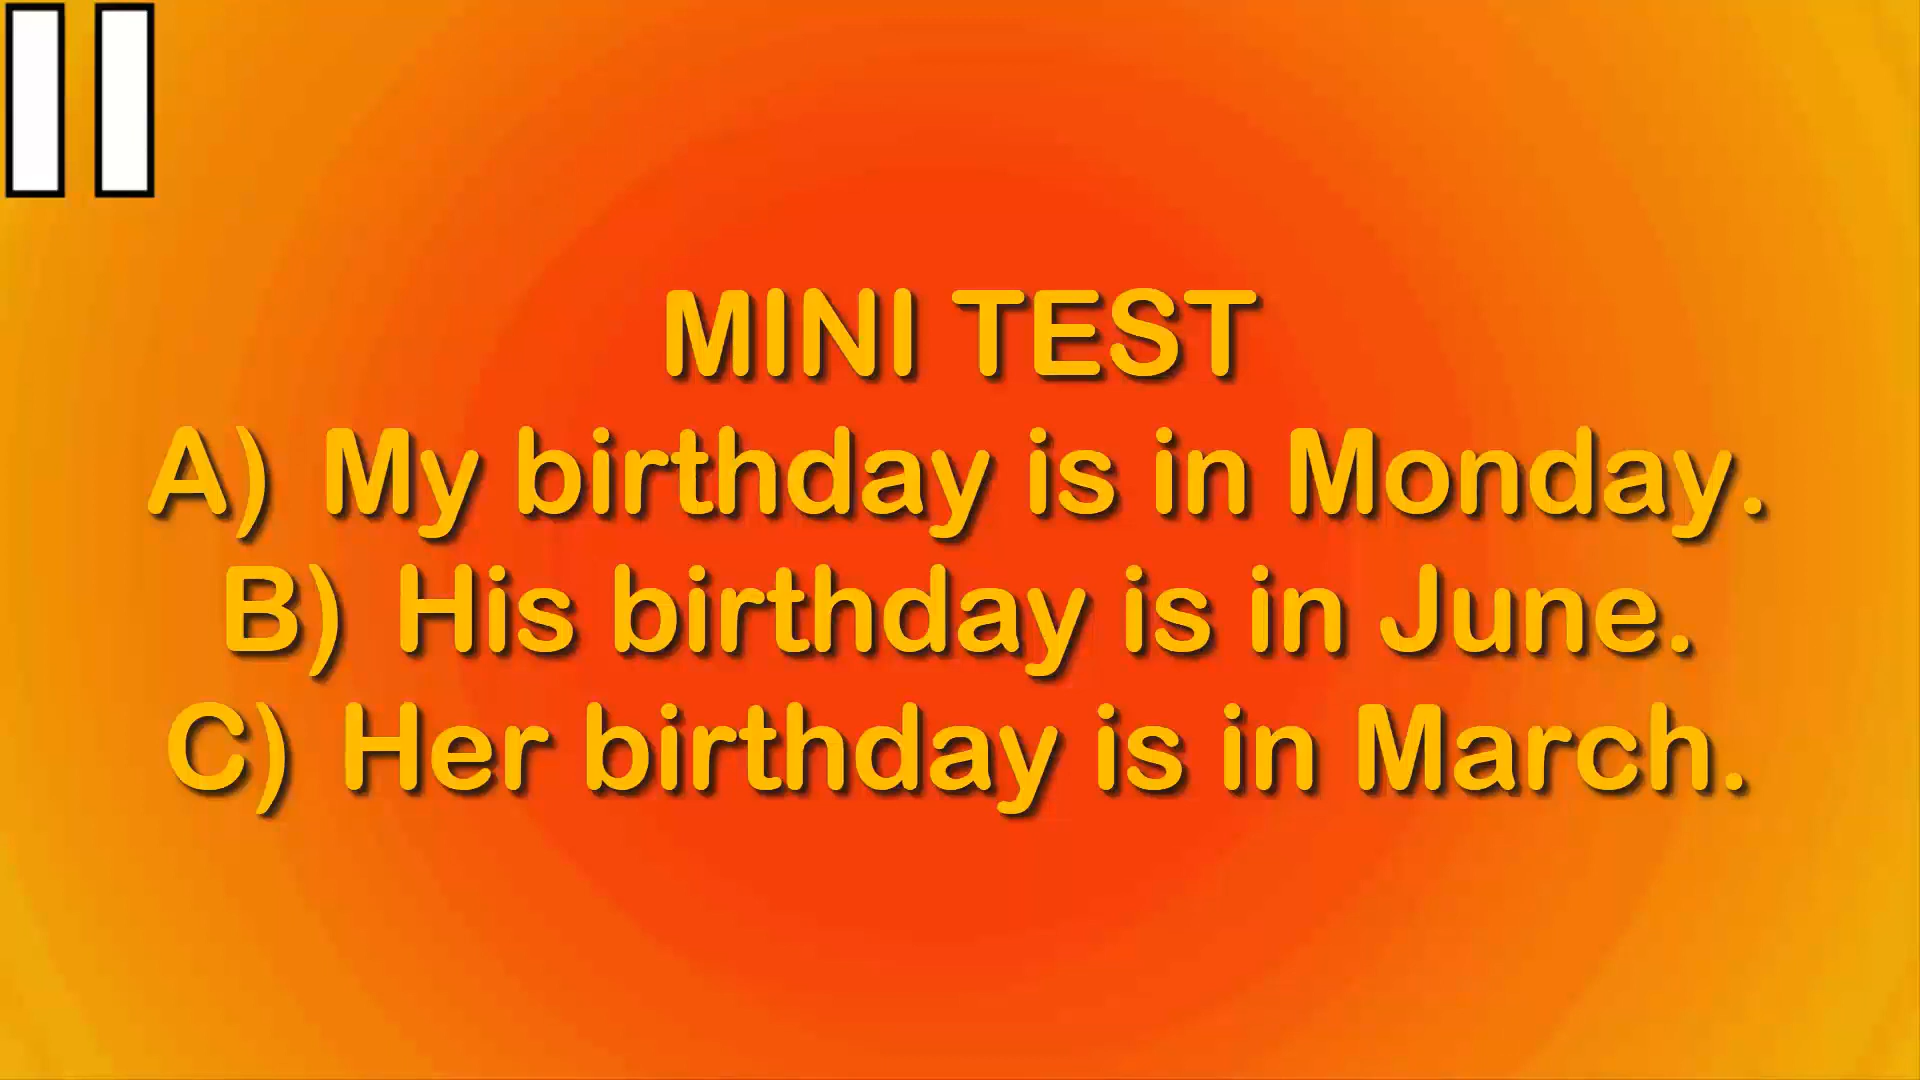 MINI TEST
A) My birthday is in Monday.
B) His birthday is in June.
C) Her birthday is in March.